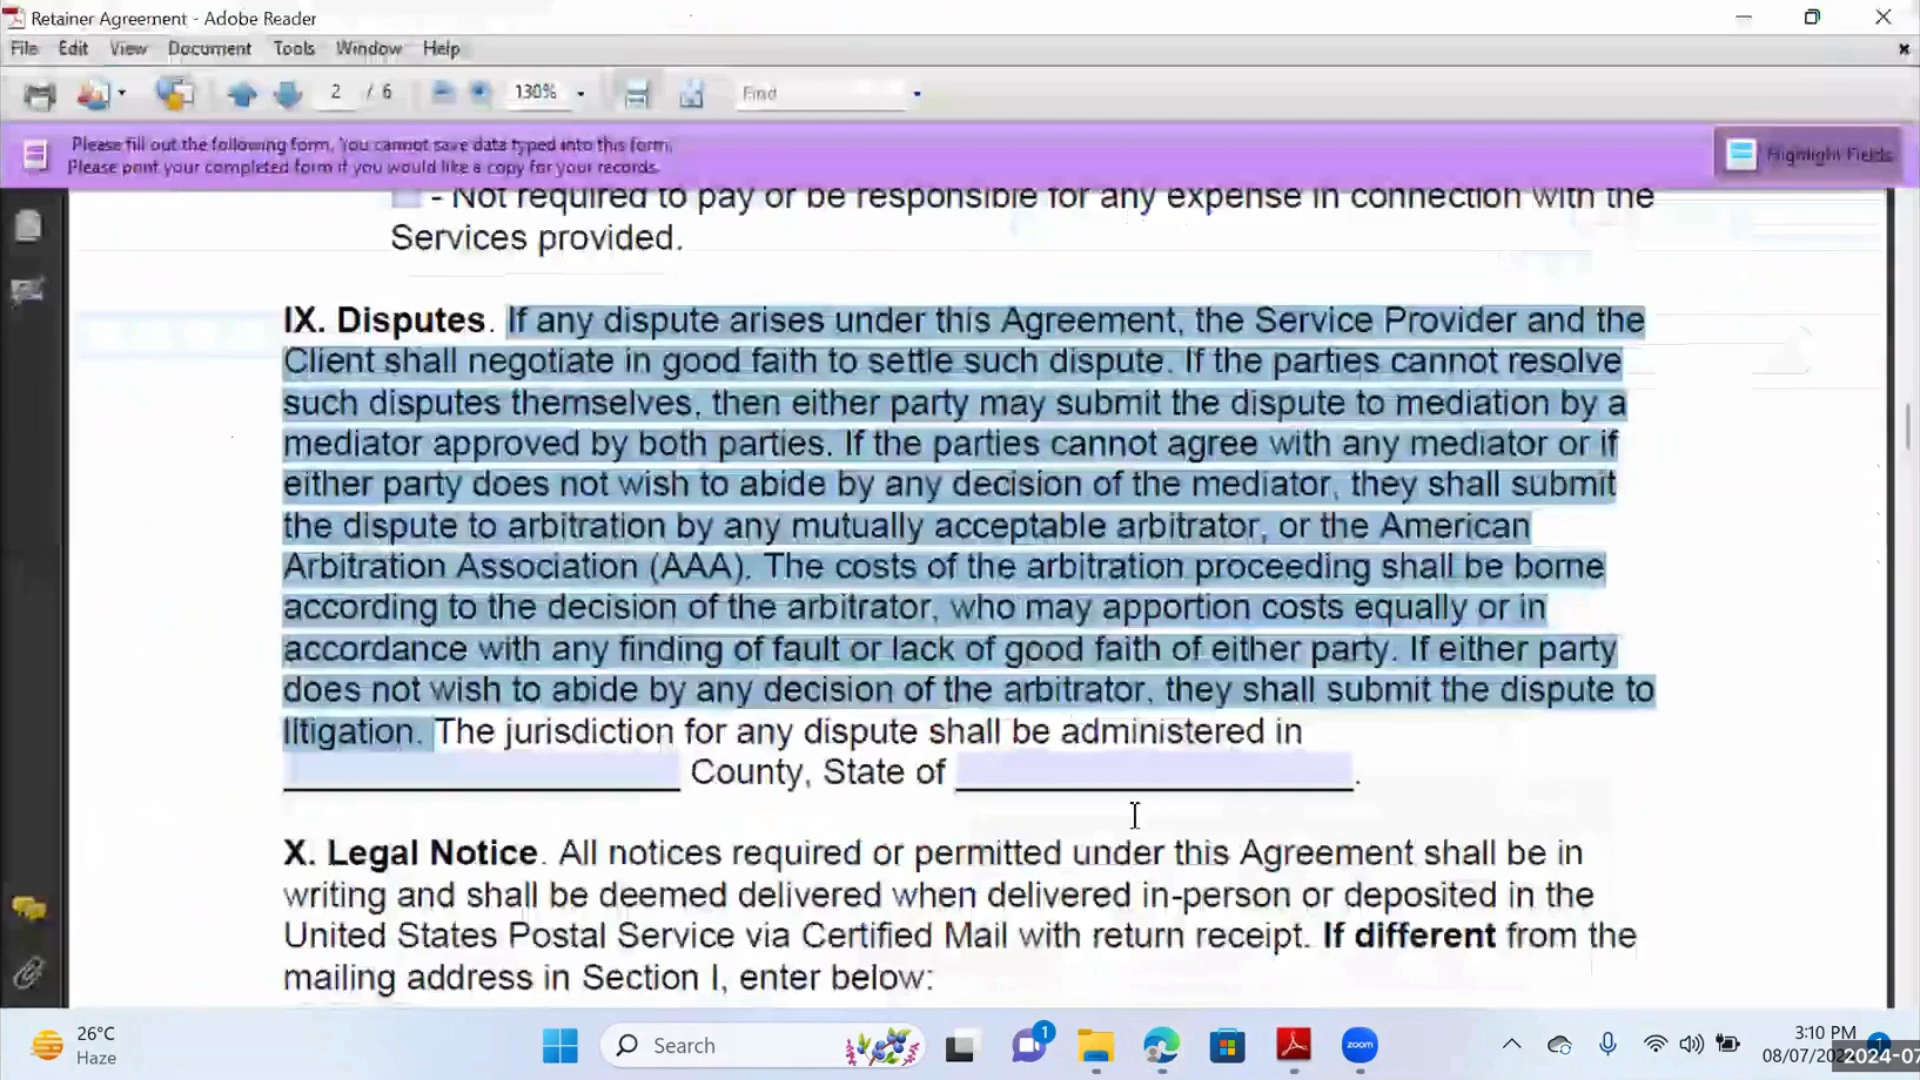 Retainer Agreement - Adobe Reader
File Edit View Document Tools Window Help
2 / 6 130% Find
Please fill out the following form. You cannot save data typed into this form.
Please print your completed form if you would like a copy for your records.
Highlight Fields
- Not required to pay or be responsible for any expense in connection with the
Services provided.
IX. Disputes. If any dispute arises under this Agreement, the Service Provider and the
Client shall negotiate in good faith to settle such dispute. If the parties cannot resolve
such disputes themselves, then either party may submit the dispute to mediation by a
mediator approved by both parties. If the parties cannot agree with any mediator or if
either party does not wish to abide by any decision of the mediator, they shall submit
the dispute to arbitration by any mutually acceptable arbitrator, or the American
Arbitration Association (AAA). The costs of the arbitration proceeding shall be borne
according to the decision of the arbitrator, who may apportion costs equally or in
accordance with any finding of fault or lack of good faith of either party. If either party
does not wish to abide by any decision of the arbitrator, they shall submit the dispute to
litigation. The jurisdiction for any dispute shall be administered in
County, State of .
X. Legal Notice. All notices required or permitted under this Agreement shall be in
writing and shall be deemed delivered when delivered in-person or deposited in the
United States Postal Service via Certified Mail with return receipt. If different from the
mailing address in Section I, enter below:
26°C
Haze
Search
1
zoom
3:10 PM
08/07/20
2024-07